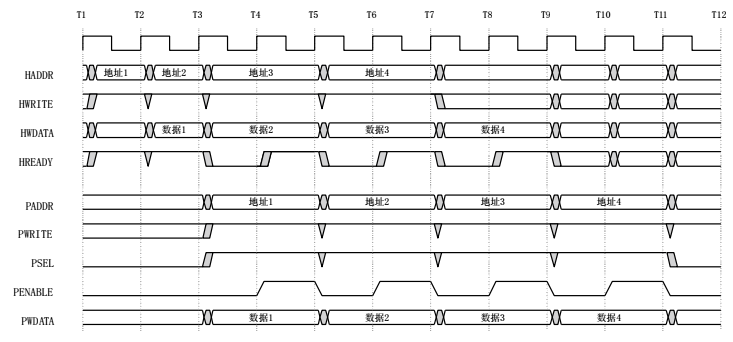 T1 T2 T3 T4 T5 T6 T7 T8 T9 T10 T11 T12
HADDR 地址1 地址2 地址3 地址4
HWRITE
HWDATA 数据1 数据2 数据3 数据4
HREADY
PADDR 地址1 地址2 地址3 地址4
PWRITE
PSEL
PENABLE
PWDATA 数据1 数据2 数据3 数据4